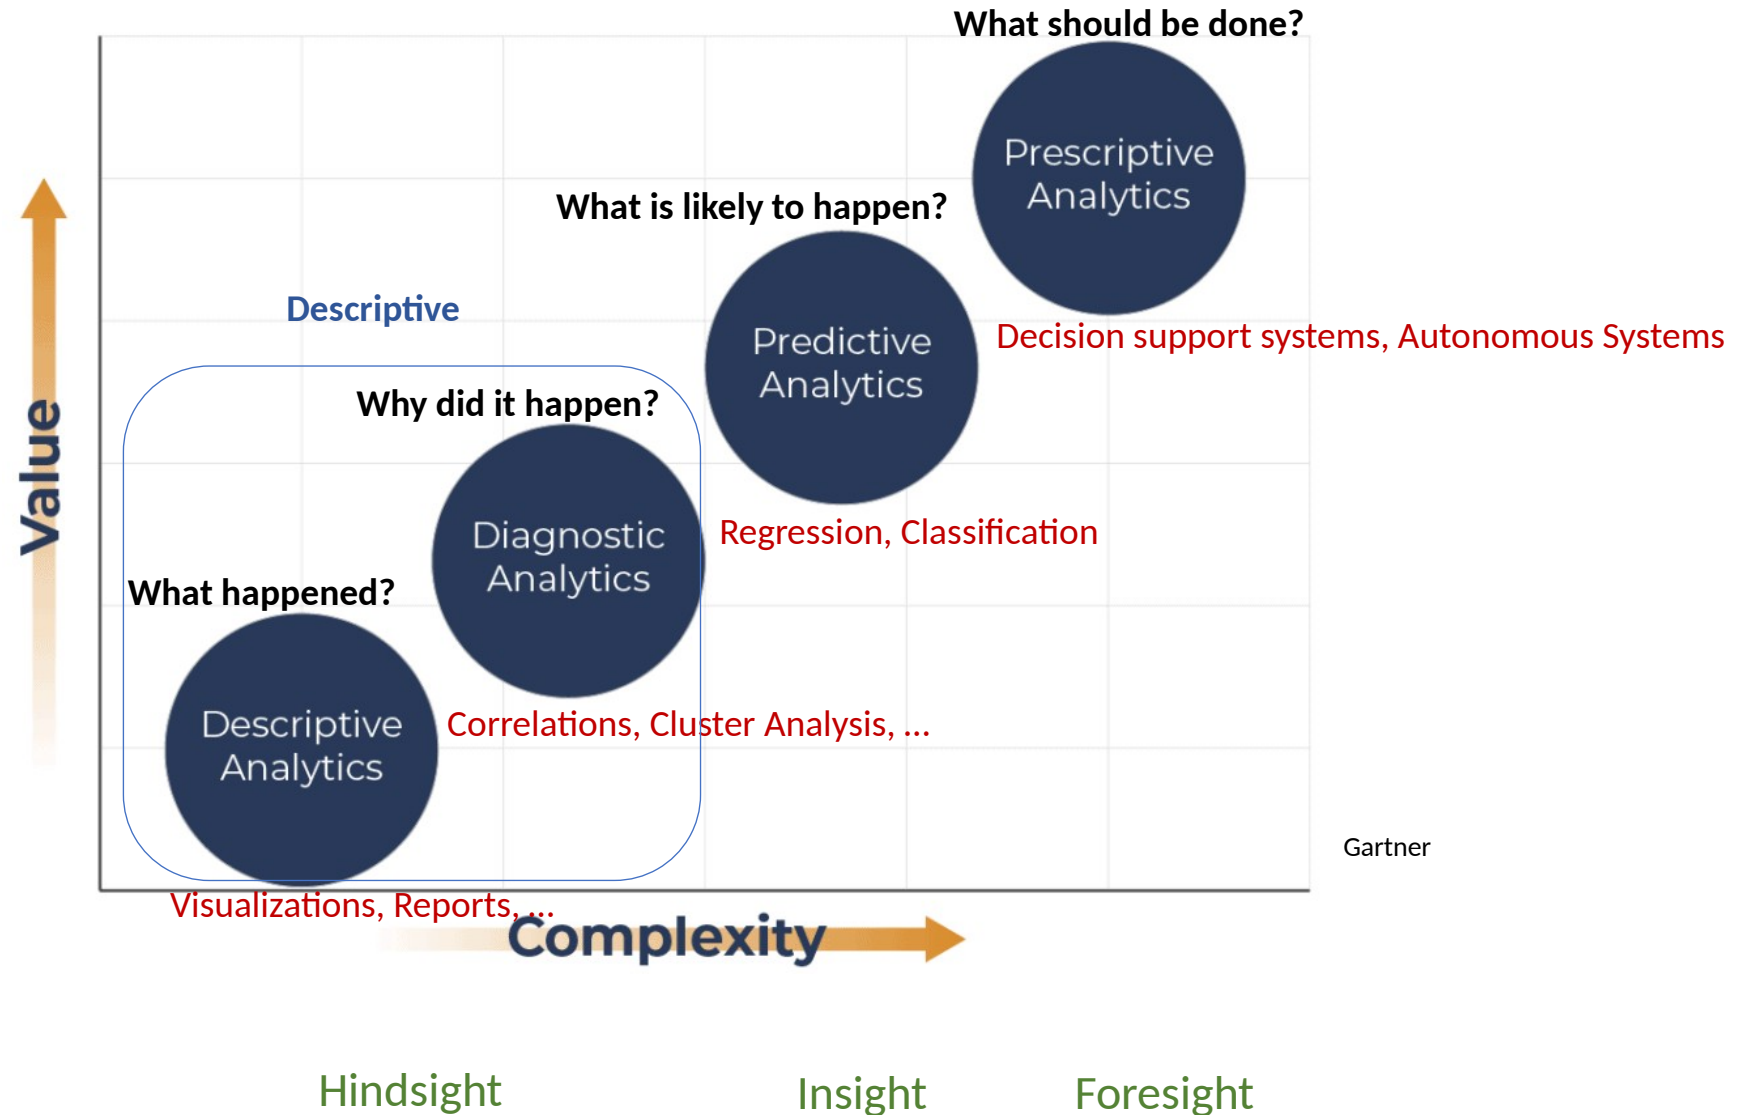 What should be done?
Prescriptive
Analytics
What is likely to happen?
Descriptive
Predictive
Analytics
Decision support systems, Autonomous Systems
Why did it happen?
Value
Diagnostic
Analytics
Regression, Classification
What happened?
Descriptive
Analytics
Correlations, Cluster Analysis, ...
Gartner
Visualizations, Reports, ...
Complexity
Hindsight
Insight
Foresight